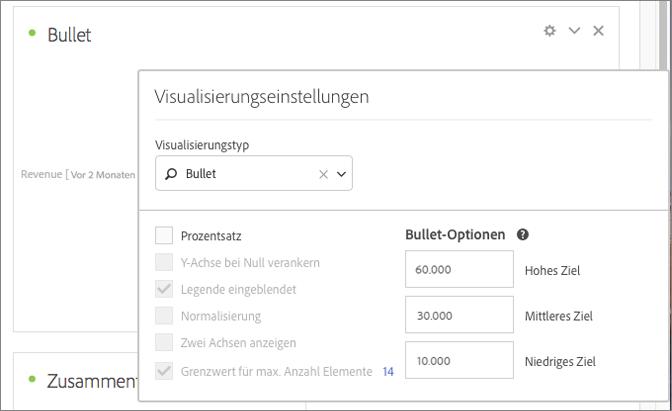 Bullet
Visualisierungseinstellungen
Visualisierungstyp
Revenue [ Vor 2 Monaten
Bullet
Prozentsatz
Bullet-Optionen
Y-Achse bei Null verankern
60.000 Hohes Ziel
Legende eingeblendet
Normalisierung
30.000 Mittleres Ziel
Zwei Achsen anzeigen
10.000 Niedriges Ziel
Grenzwert für max. Anzahl Elemente 14
Zusamment